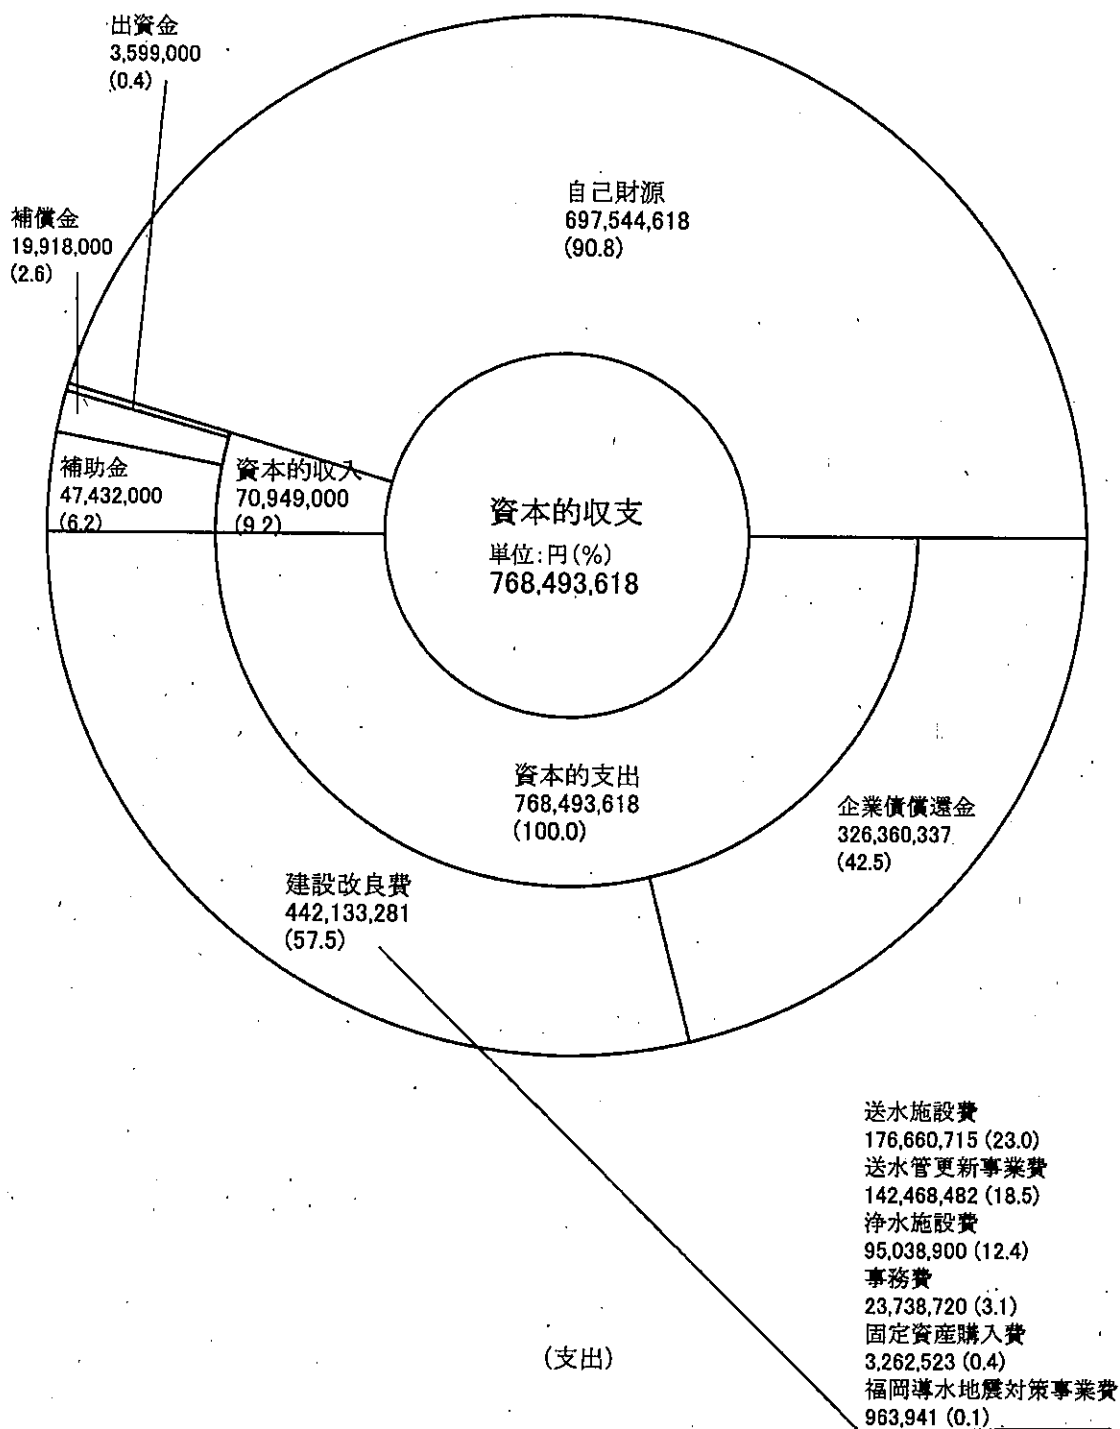 出資金
3,599,000
(0.4)
自己財源
697,544,618
(90.8)
補償金
19,918,000
(2.6)
補助金
47,432,000
(6.2)
資本的収入
70,949,000
(9.2)
資本的収支
単位:円(%)
768,493,618
資本的支出
768,493,618
(100.0)
企業債償還金
326,360,337
(42.5)
建設改良費
442,133,281
(57.5)
送水施設費
176,660,715 (23.0)
送水管更新事業費
142,468,482 (18.5)
浄水施設費
95,038,900 (12.4)
事務費
23,738,720 (3.1)
固定資産購入費
3,262,523 (0.4)
福岡導水地震対策事業費
963,941 (0.1)
(支出)